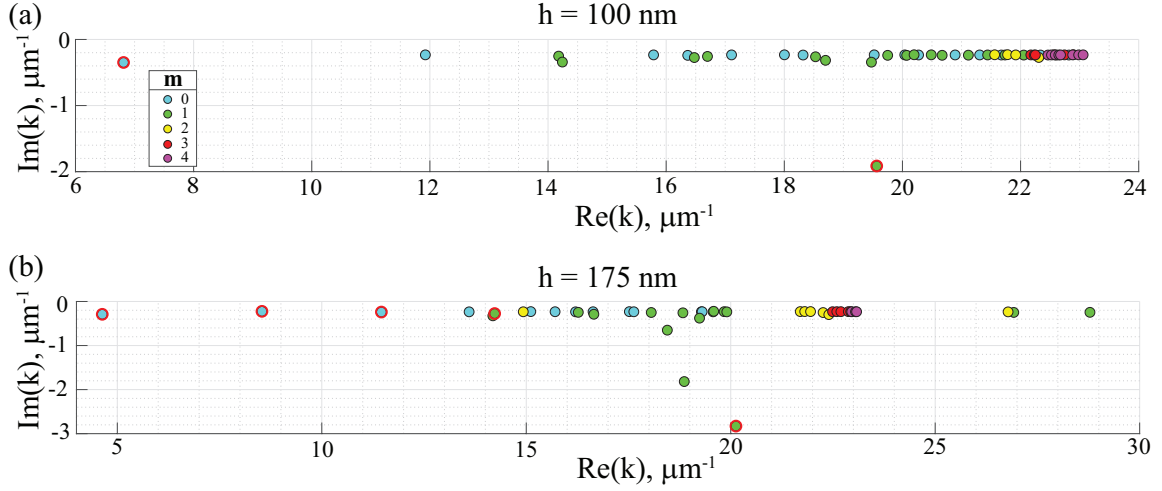 (a)
h = 100 nm
Im(k), μm⁻¹
0
-1
-2
m
0
1
2
3
4
6 8 10 12 14 16 18 20 22 24
Re(k), μm⁻¹
(b)
h = 175 nm
Im(k), μm⁻¹
0
-1
-2
-3
5 10 15 20 25 30
Re(k), μm⁻¹